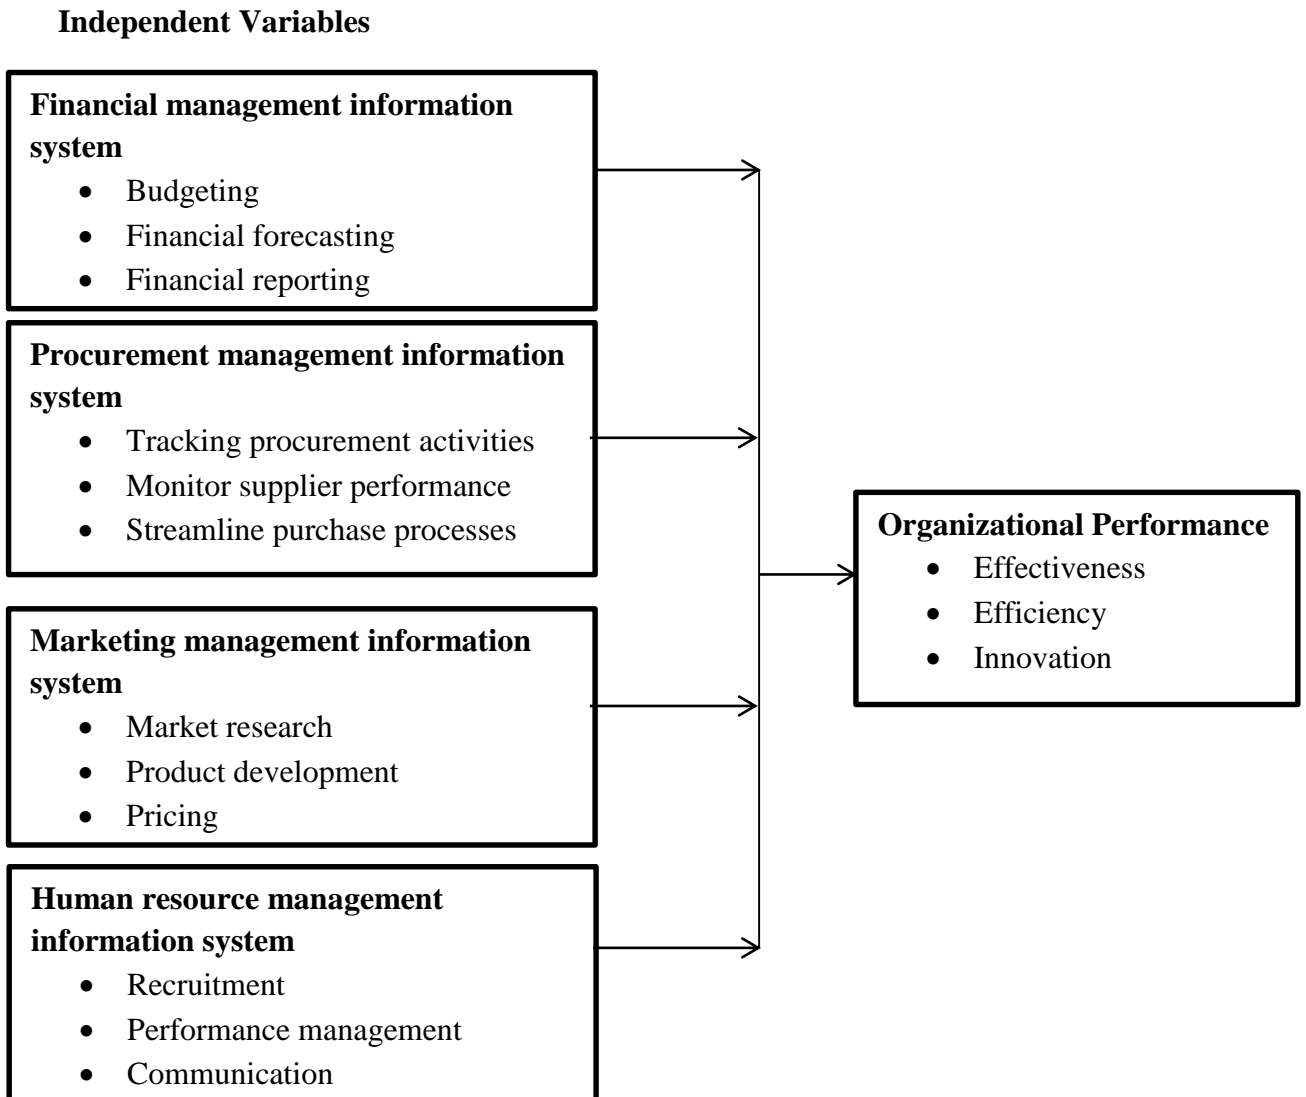 Independent Variables
Financial management information
system
• Budgeting
• Financial forecasting
• Financial reporting
Procurement management information
system
• Tracking procurement activities
• Monitor supplier performance
• Streamline purchase processes
Organizational Performance
• Effectiveness
• Efficiency
• Innovation
Marketing management information
system
• Market research
• Product development
• Pricing
Human resource management
information system
• Recruitment
• Performance management
• Communication